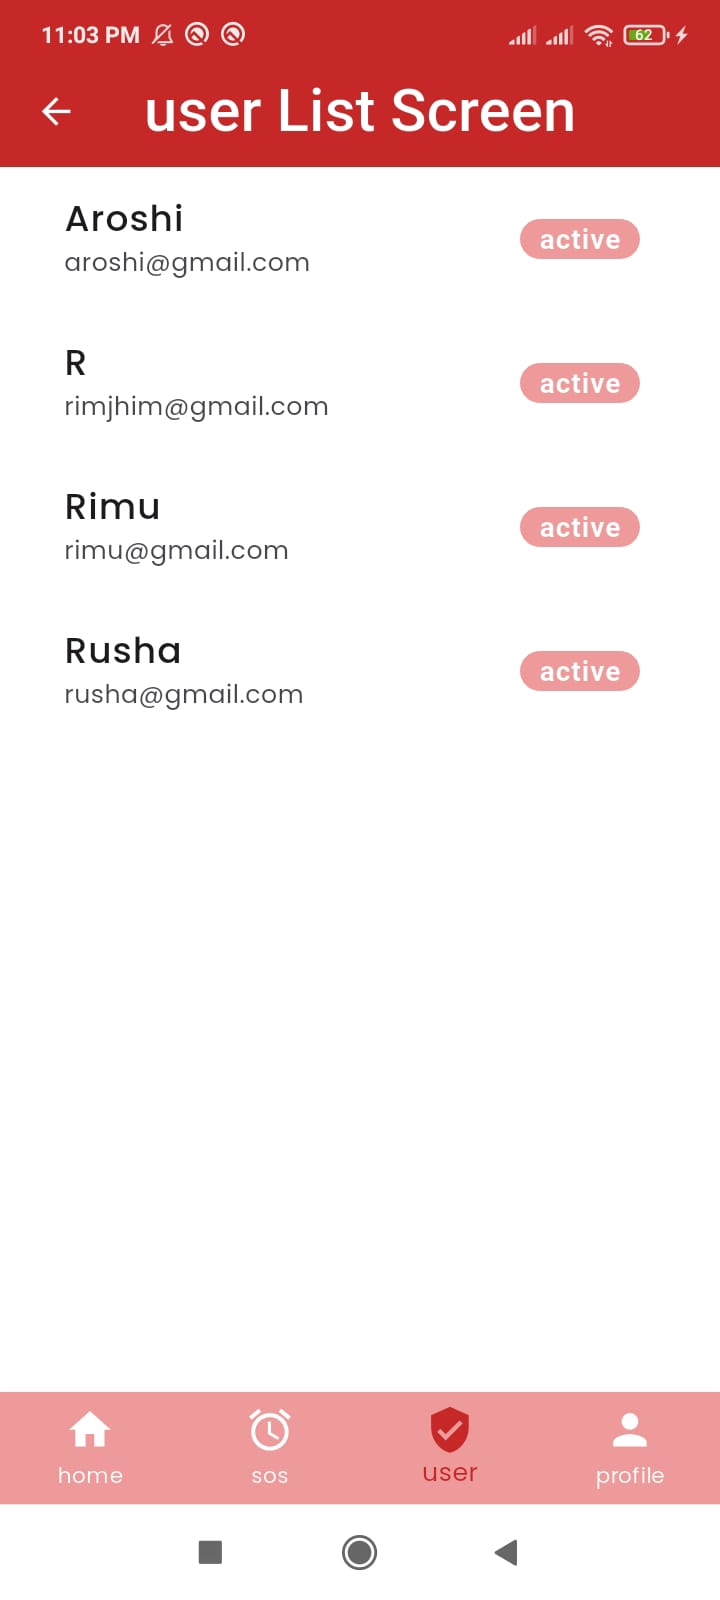 11:03 PM
62
user List Screen
Aroshi
aroshi@gmail.com
active
R
rimjhim@gmail.com
active
Rimu
rimu@gmail.com
active
Rusha
rusha@gmail.com
active
home
sos
user
profile